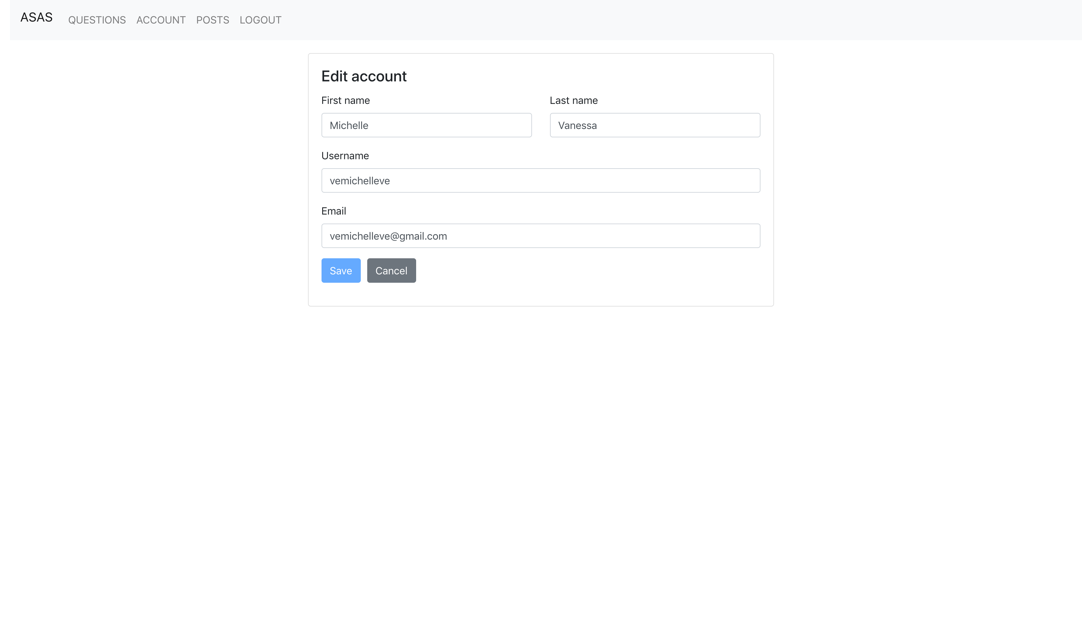 ASAS QUESTIONS ACCOUNT POSTS LOGOUT
Edit account
First name Last name
Michelle Vanessa
Username
vemichelleve
Email
vemichelleve@gmail.com
Save Cancel